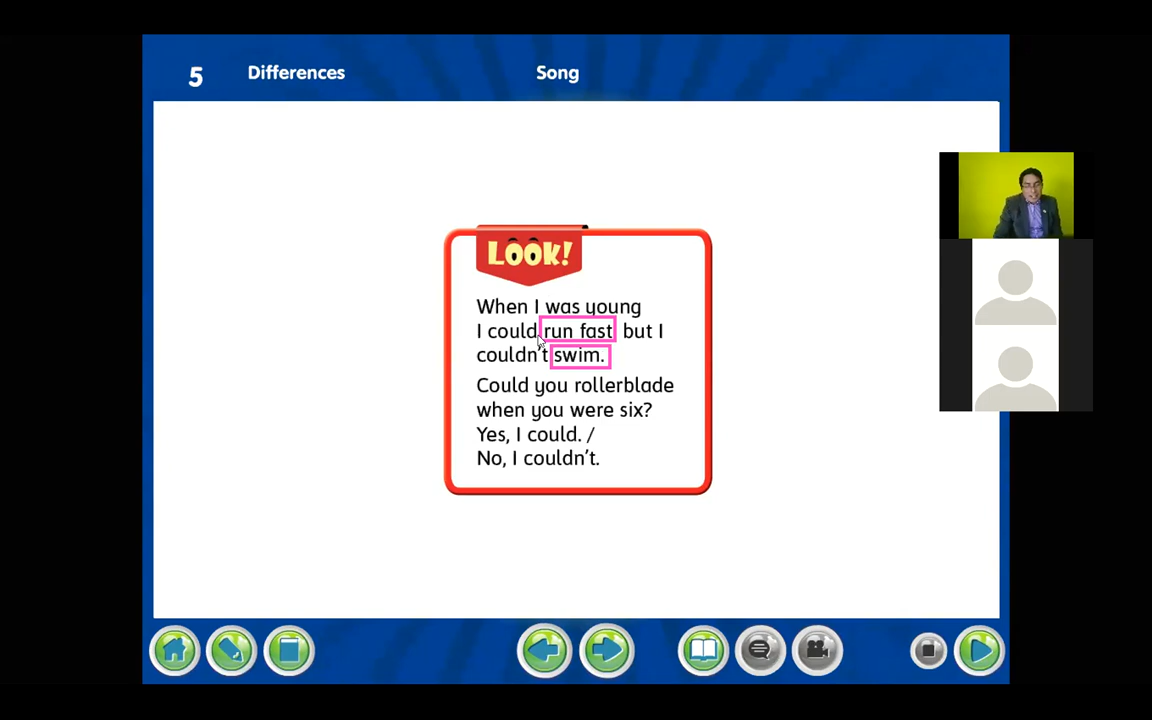 5 Differences Song
LOOK!
When I was young
I could run fast but I
couldn't swim.
Could you rollerblade
when you were six?
Yes, I could. /
No, I couldn't.